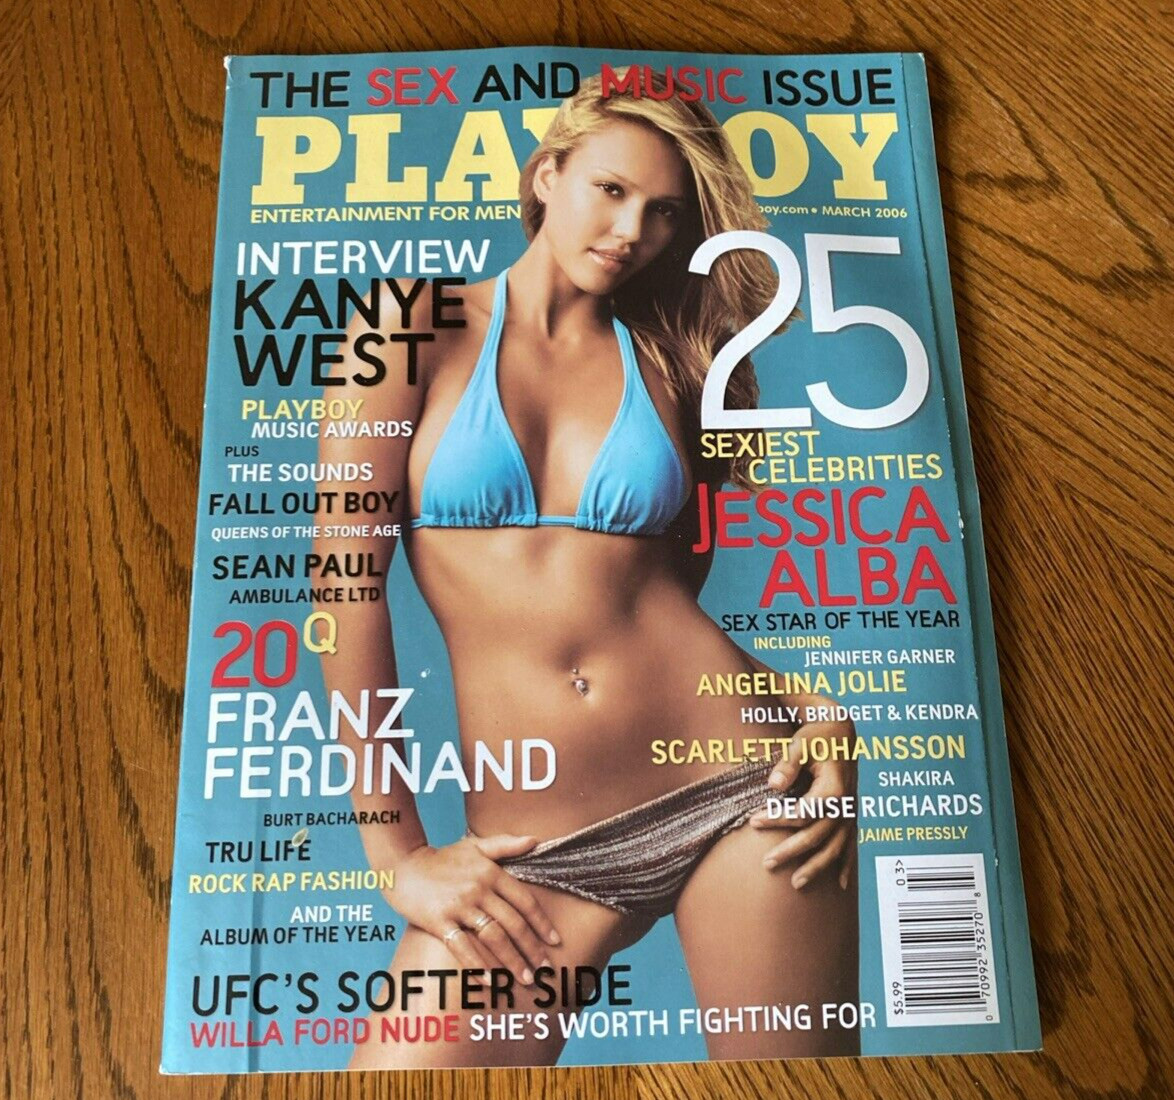 THE SEX AND MUSIC ISSUE
PLAYBOY
ENTERTAINMENT FOR MEN
boy.com • MARCH 2006
INTERVIEW
KANYE
WEST
PLAYBOY
MUSIC AWARDS
PLUS
THE SOUNDS
FALL OUT BOY
QUEENS OF THE STONE AGE
SEAN PAUL
AMBULANCE LTD
20Q
FRANZ
FERDINAND
BURT BACHARACH
TRU LIFE
ROCK RAP FASHION
AND THE
ALBUM OF THE YEAR
25
SEXIEST
CELEBRITIES
JESSICA
ALBA
SEX STAR OF THE YEAR
INCLUDING
JENNIFER GARNER
ANGELINA JOLIE
HOLLY, BRIDGET & KENDRA
SCARLETT JOHANSSON
SHAKIRA
DENISE RICHARDS
JAIME PRESSLY
UFC'S SOFTER SIDE
WILLA FORD NUDE SHE'S WORTH FIGHTING FOR
$5.99
03>
0 70992 35270 8